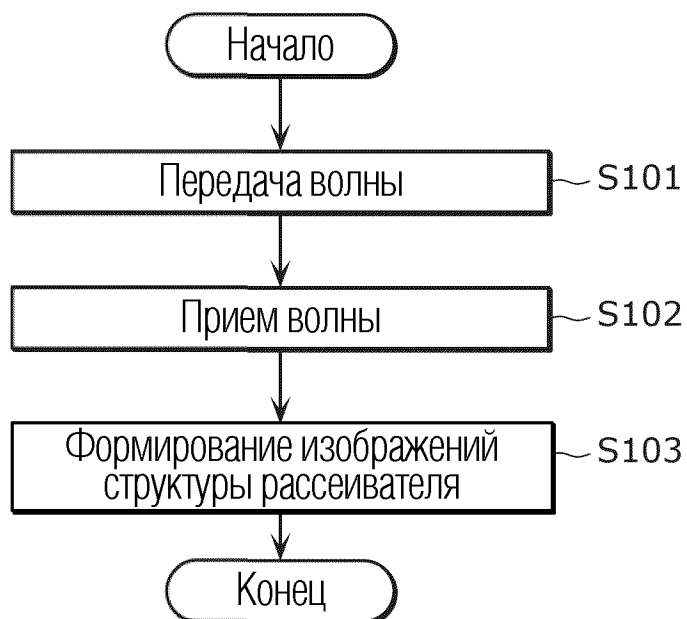 Начало
Передача волны
S101
Прием волны
S102
Формирование изображений
структуры рассеивателя
S103
Конец